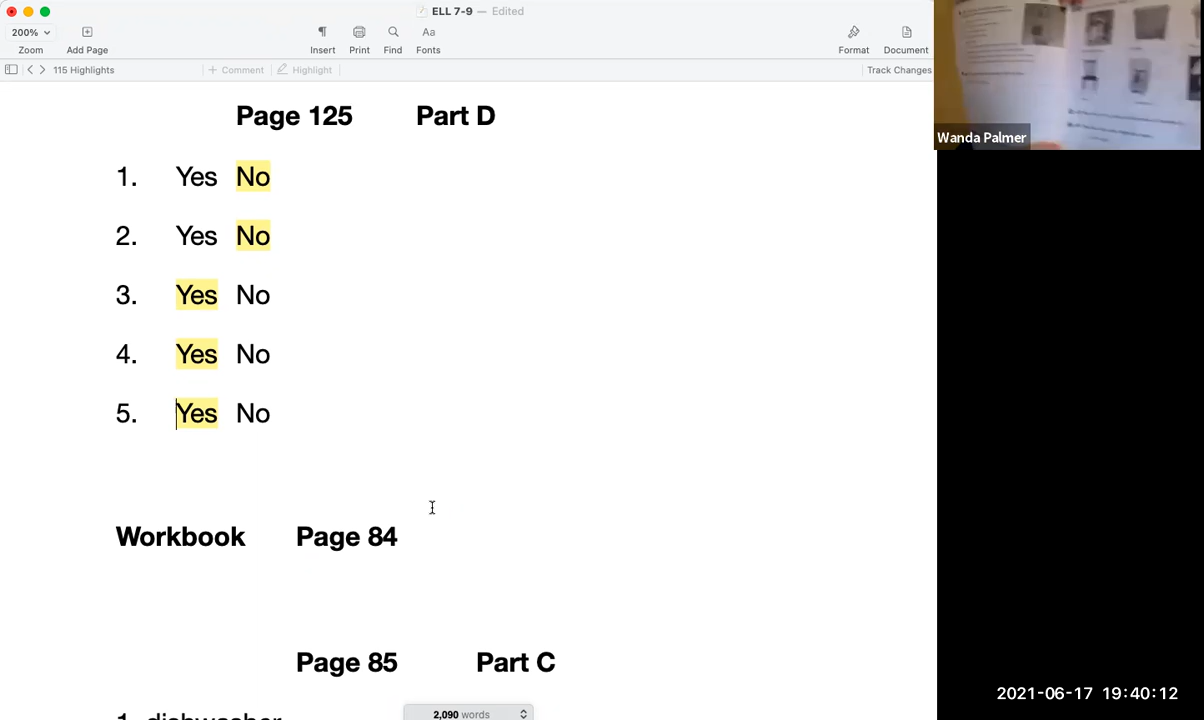 ELL 7-9 — Edited
200%
Zoom
Add Page
Insert
Print
Find
Aa
Fonts
Format
Document
115 Highlights
+ Comment
Highlight
Track Changes
Wanda Palmer
Page 125 Part D
1. Yes No
2. Yes No
3. Yes No
4. Yes No
5. Yes No
Workbook Page 84
Page 85 Part C
1. dishwasher
2,090 words
2021-06-17 19:40:12